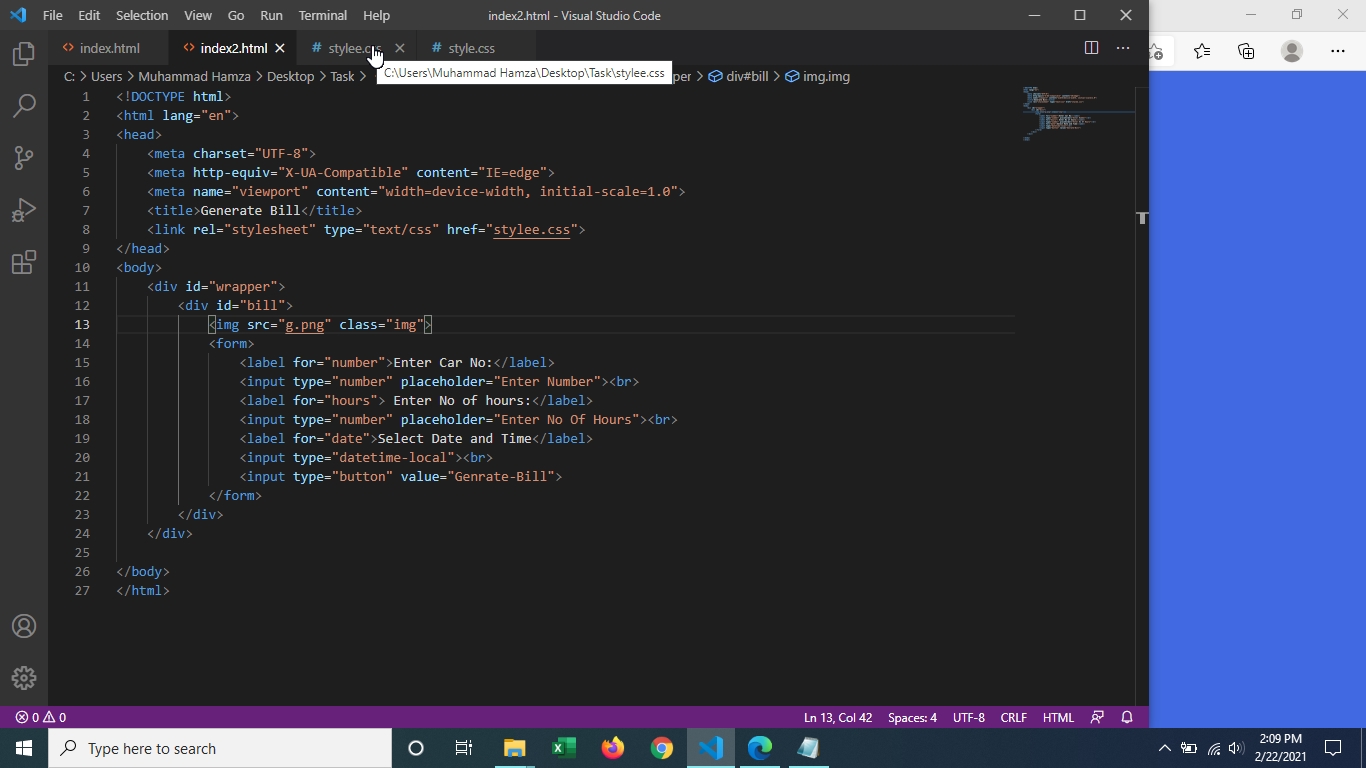 File Edit Selection View Go Run Terminal Help index2.html - Visual Studio Code
index.html index2.html stylee.css style.css
C: > Users > Muhammad Hamza > Desktop > Task > C:\Users\Muhammad Hamza\Desktop\Task\stylee.css per > div#bill > img.img
1 <!DOCTYPE html>
2 <html lang="en">
3 <head>
4 <meta charset="UTF-8">
5 <meta http-equiv="X-UA-Compatible" content="IE=edge">
6 <meta name="viewport" content="width=device-width, initial-scale=1.0">
7 <title>Generate Bill</title>
8 <link rel="stylesheet" type="text/css" href="stylee.css">
9 </head>
10 <body>
11 <div id="wrapper">
12 <div id="bill">
13 <img src="g.png" class="img">
14 <form>
15 <label for="number">Enter Car No:</label>
16 <input type="number" placeholder="Enter Number"><br>
17 <label for="hours"> Enter No of hours:</label>
18 <input type="number" placeholder="Enter No Of Hours"><br>
19 <label for="date">Select Date and Time</label>
20 <input type="datetime-local"><br>
21 <input type="button" value="Genrate-Bill">
22 </form>
23 </div>
24 </div>
25
26 </body>
27 </html>
0 0 Ln 13, Col 42 Spaces: 4 UTF-8 CRLF HTML
Type here to search
2:09 PM
2/22/2021